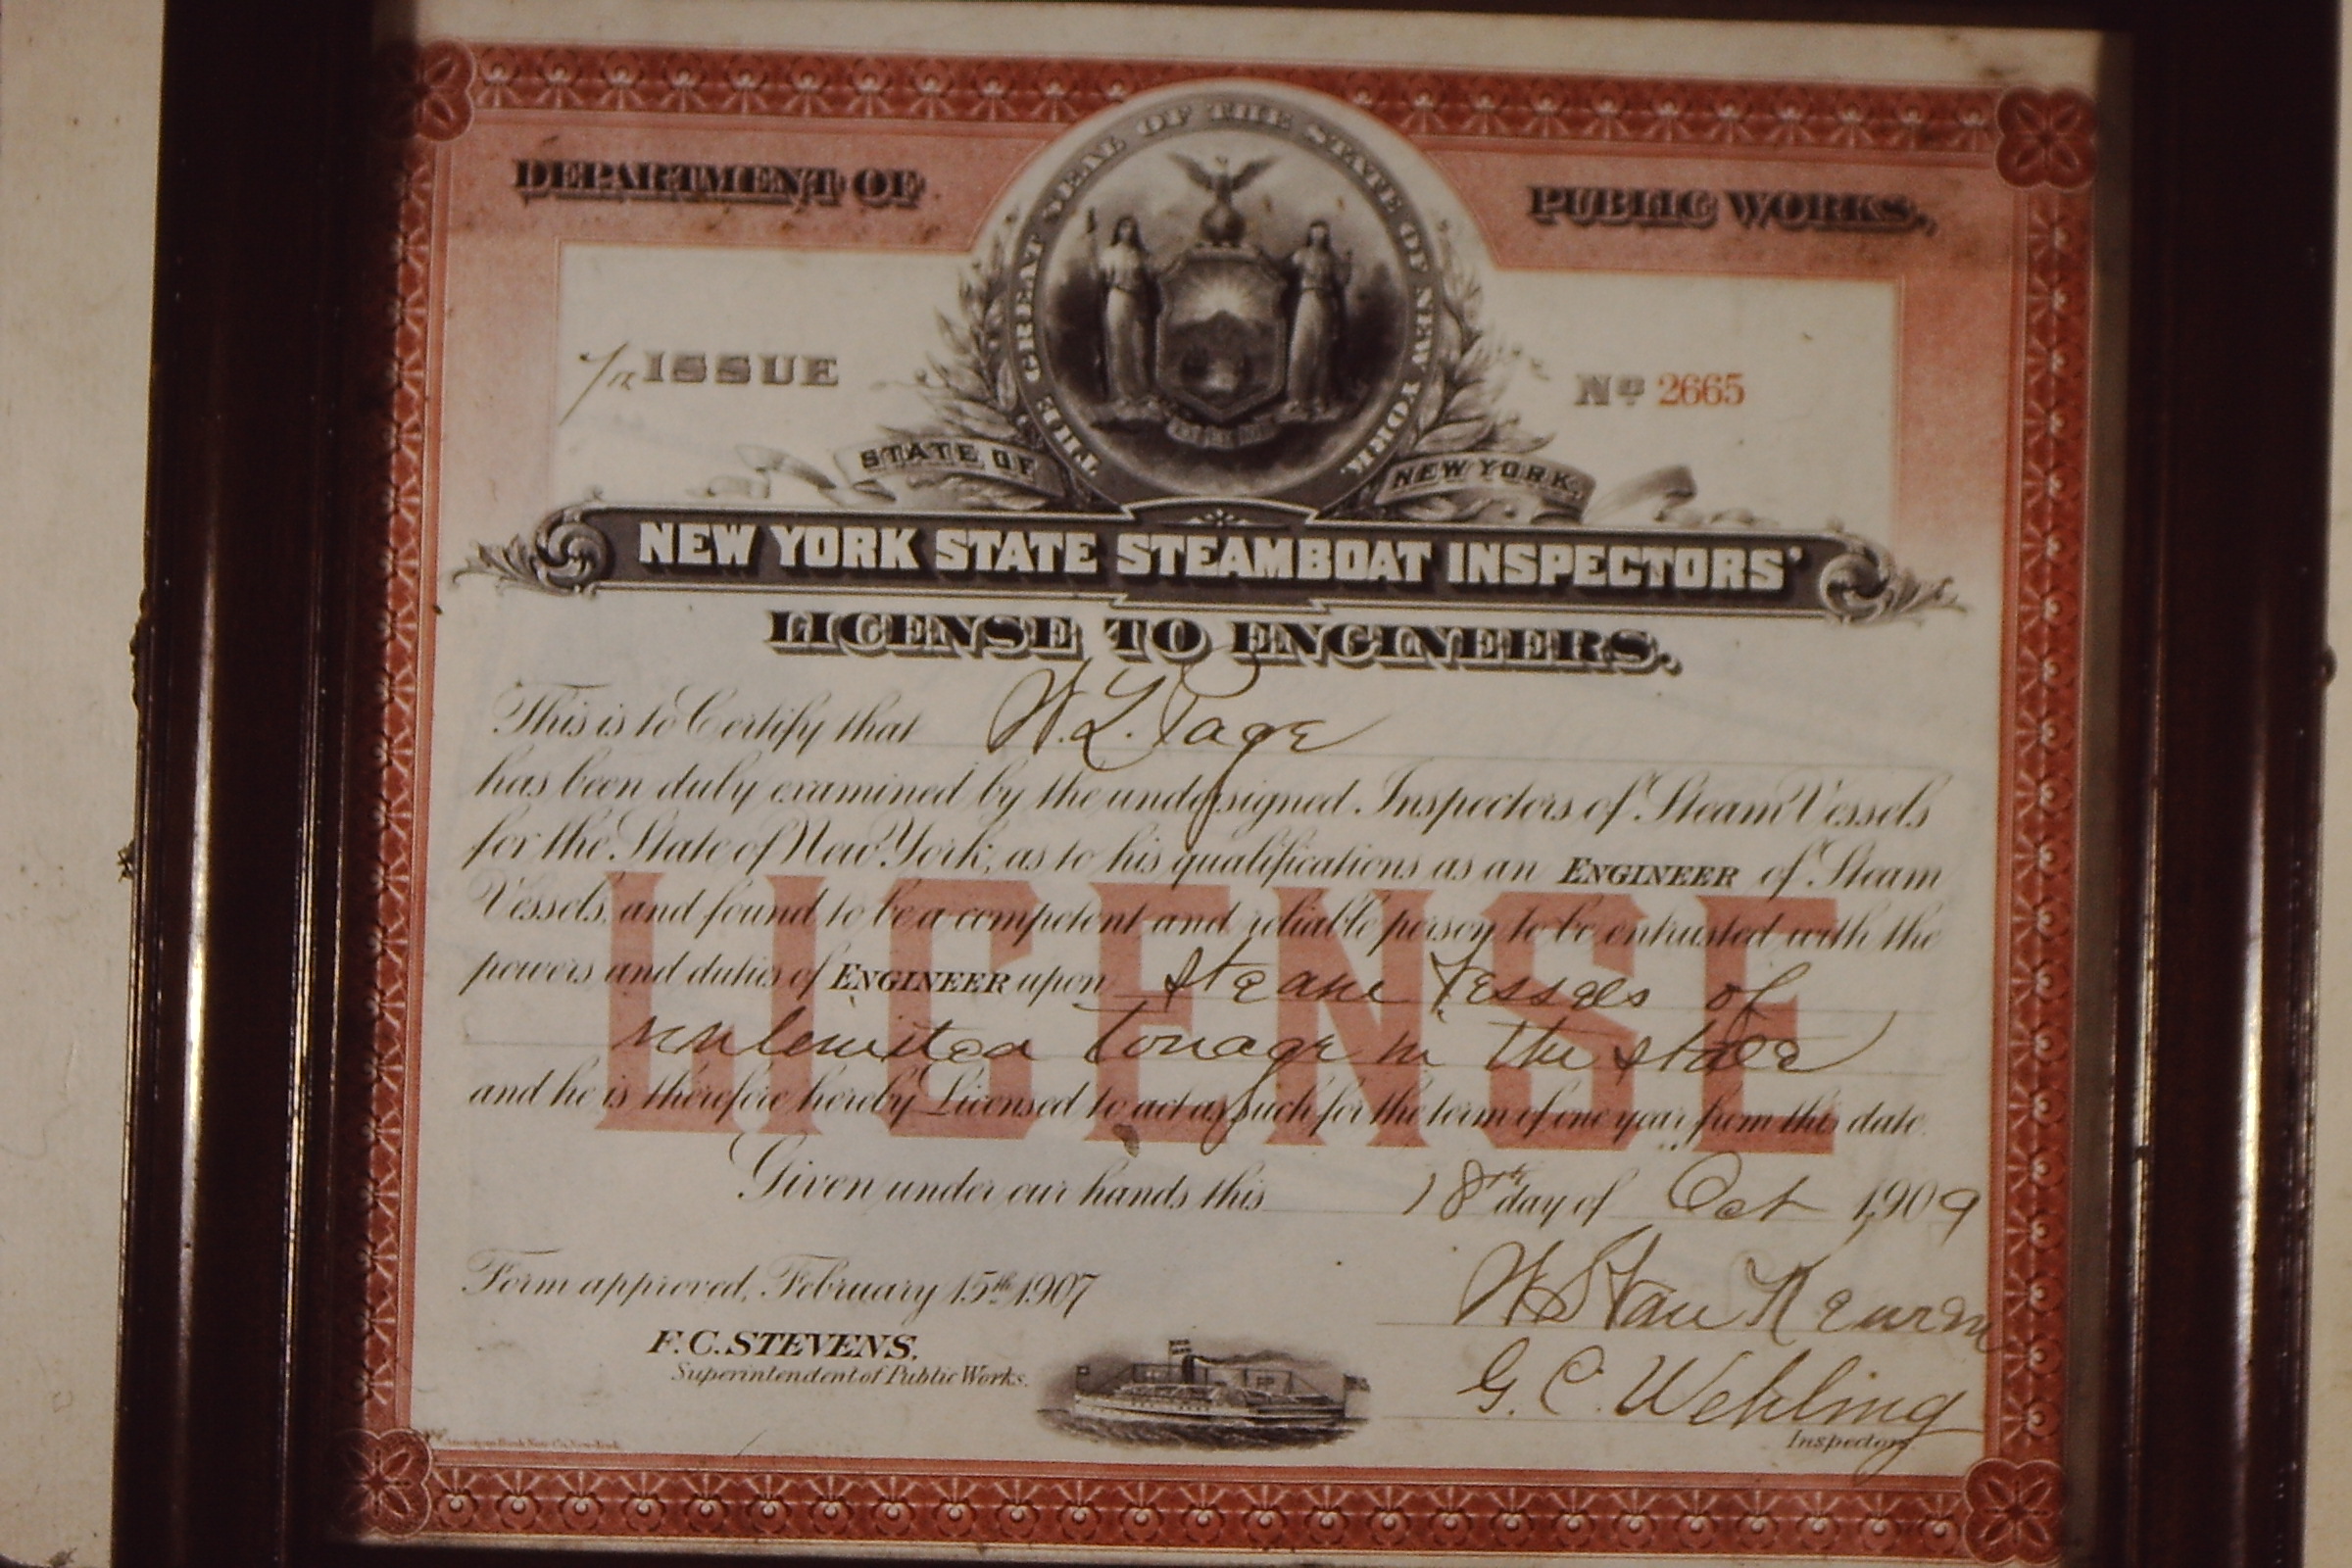 DEPARTMENT OF PUBLIC WORKS.
THE GREAT SEAL OF THE STATE OF NEW YORK
ISSUE
No 2665
STATE OF NEW YORK.
NEW YORK STATE STEAMBOAT INSPECTORS'
LICENSE TO ENGINEERS.
This is to Certify that W. L. Page
has been duly examined by the undersigned Inspectors of Steam Vessels
for the State of New York, as to his qualifications as an ENGINEER of Steam
Vessels, and found to be a competent and reliable person to be entrusted with the
powers and duties of ENGINEER upon steam Vessels of
unlimited Tonage in the state
and he is therefore hereby Licensed to act as such for the term of one year from this date.
LICENSE
Given under our hands this 18th day of Oct 1909
Form approved, February 15th 1907
F. C. STEVENS,
Superintendent of Public Works.
G. C. Wehling
Inspectors